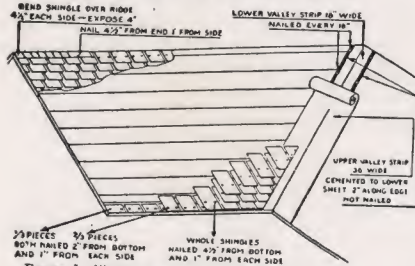 BEND SHINGLE OVER RIDGE
4½" EACH SIDE - EXPOSE 4"
NAIL 4½" FROM END 1" FROM SIDE
LOWER VALLEY STRIP 18" WIDE
NAILED EVERY 18"
UPPER VALLEY STRIP
36 WIDE
CEMENTED TO LOWER
SHEET 2" ALONG EDGE
NOT NAILED
⅓ PIECES ⅔ PIECES
BOTH NAILED 2" FROM BOTTOM
AND 1" FROM EACH SIDE
WHOLE SHINGLES
NAILED 4½" FROM BOTTOM
AND 1" FROM EACH SIDE